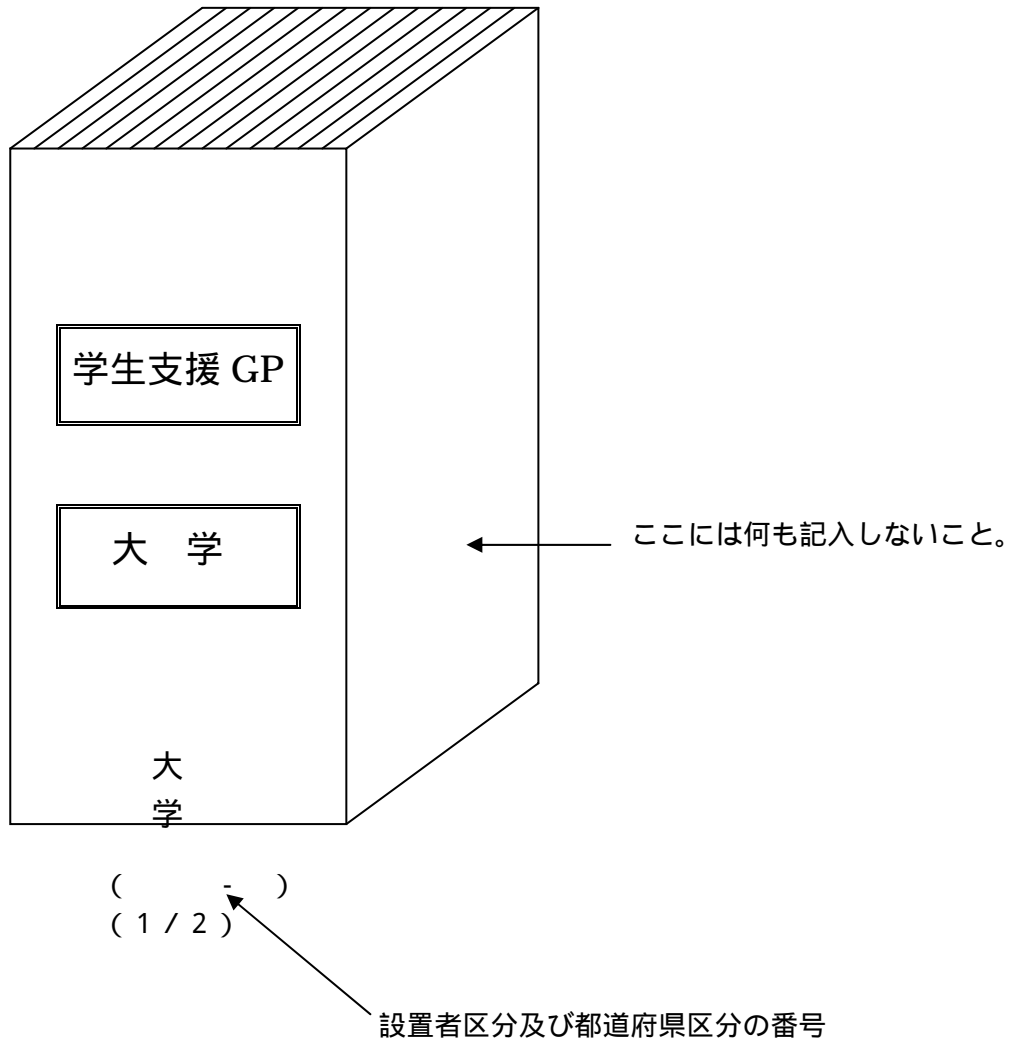 学生支援 GP
大　学
ここには何も記入しないこと。
大
学
(　　　-　)
( 1 / 2 )
設置者区分及び都道府県区分の番号